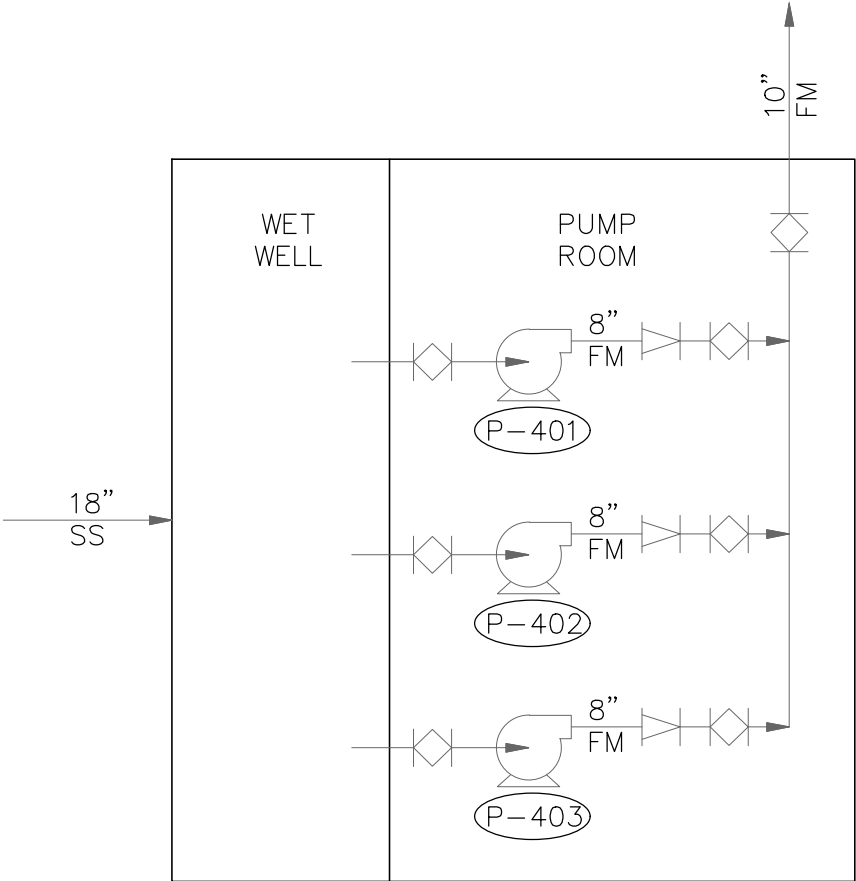 10”
FM
WET
WELL
PUMP
ROOM
8”
FM
P-401
18”
SS
8”
FM
P-402
8”
FM
P-403